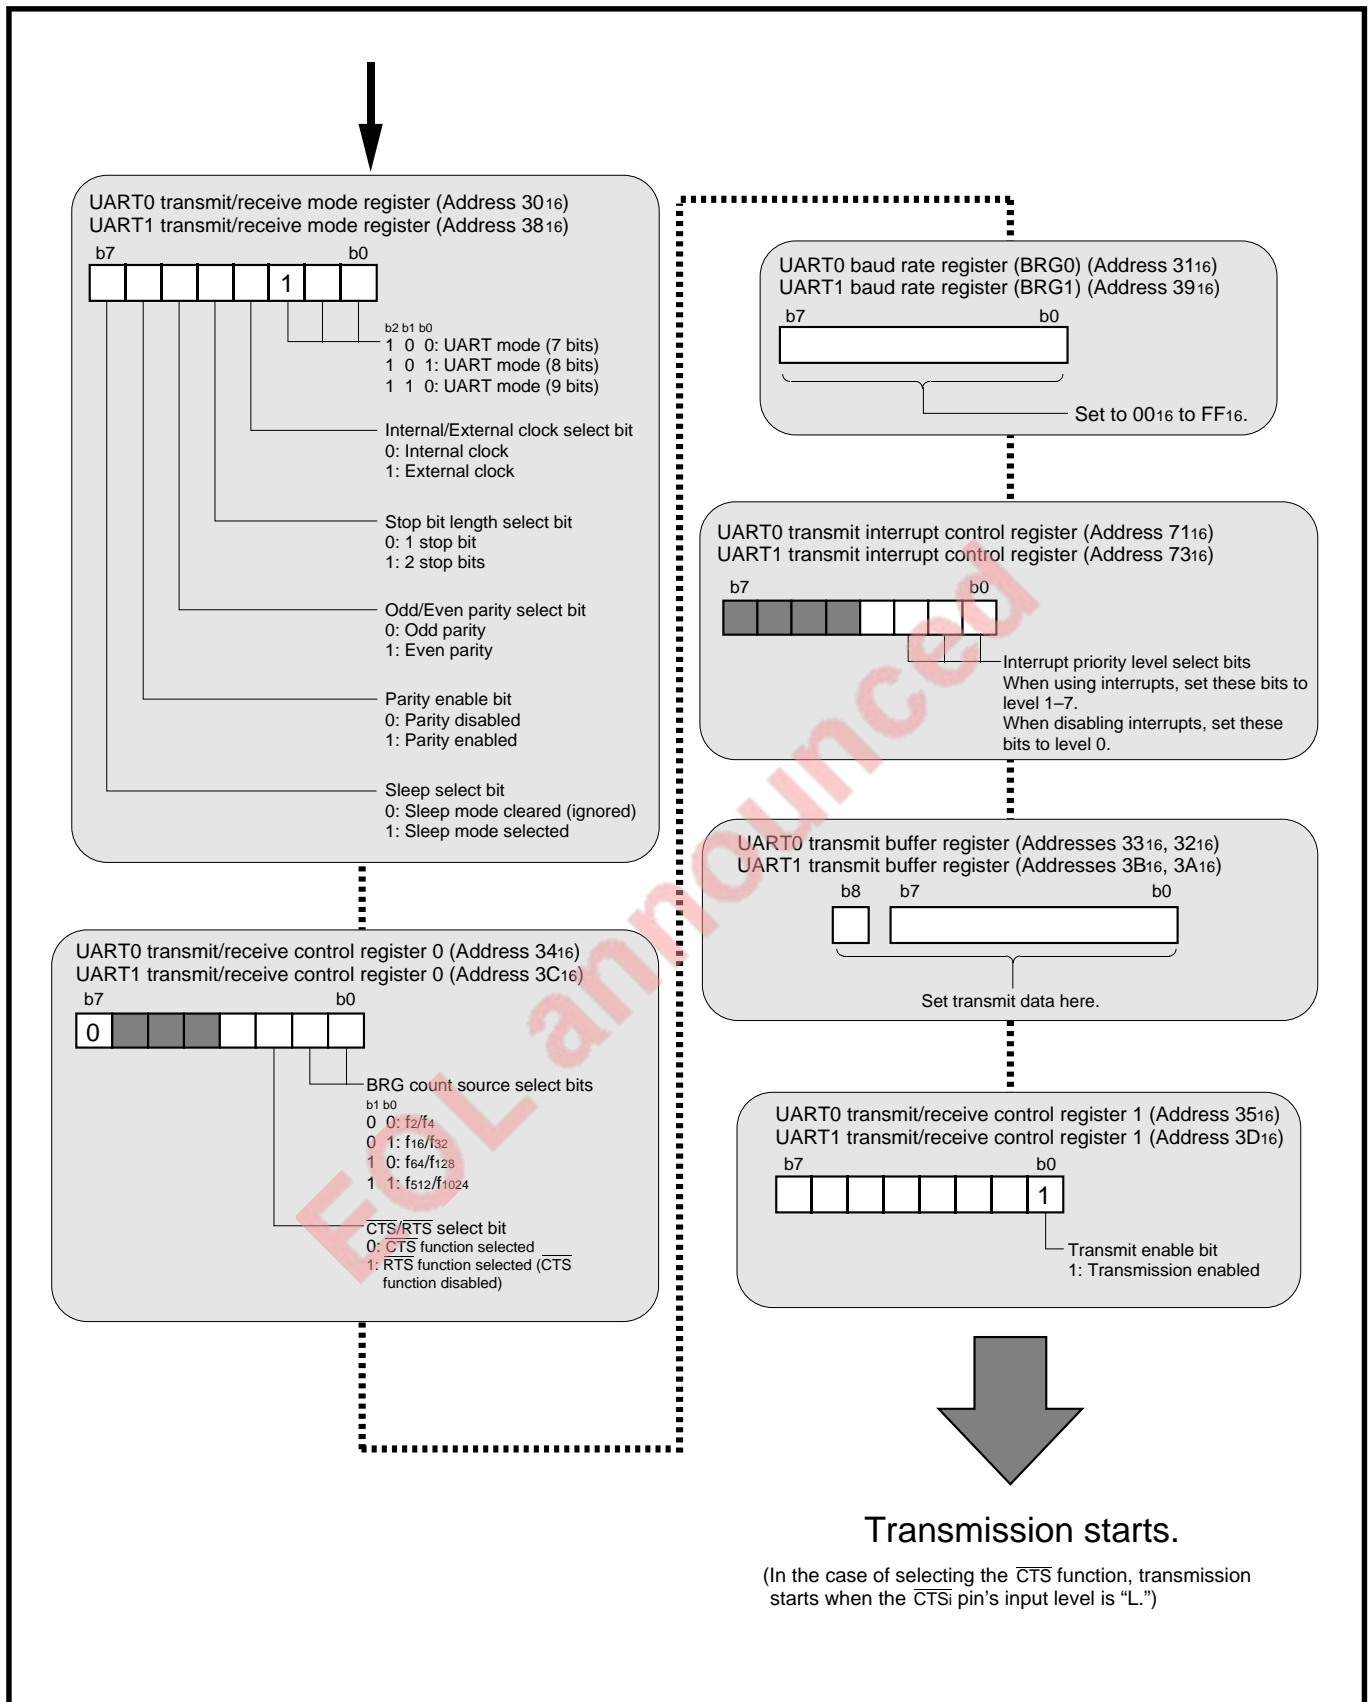 UART0 transmit/receive mode register (Address 3016)
UART1 transmit/receive mode register (Address 3816)
b7 b0
1
b2 b1 b0
1 0 0: UART mode (7 bits)
1 0 1: UART mode (8 bits)
1 1 0: UART mode (9 bits)
Internal/External clock select bit
0: Internal clock
1: External clock
Stop bit length select bit
0: 1 stop bit
1: 2 stop bits
Odd/Even parity select bit
0: Odd parity
1: Even parity
Parity enable bit
0: Parity disabled
1: Parity enabled
Sleep select bit
0: Sleep mode cleared (ignored)
1: Sleep mode selected
UART0 transmit/receive control register 0 (Address 3416)
UART1 transmit/receive control register 0 (Address 3C16)
b7 b0
0
BRG count source select bits
b1 b0
0 0: f2/f4
0 1: f16/f32
1 0: f64/f128
1 1: f512/f1024
CTS/RTS select bit
0: CTS function selected
1: RTS function selected (CTS
function disabled)
UART0 baud rate register (BRG0) (Address 3116)
UART1 baud rate register (BRG1) (Address 3916)
b7 b0
Set to 0016 to FF16.
UART0 transmit interrupt control register (Address 7116)
UART1 transmit interrupt control register (Address 7316)
b7 b0
Interrupt priority level select bits
When using interrupts, set these bits to
level 1–7.
When disabling interrupts, set these
bits to level 0.
UART0 transmit buffer register (Addresses 3316, 3216)
UART1 transmit buffer register (Addresses 3B16, 3A16)
b8 b7 b0
Set transmit data here.
UART0 transmit/receive control register 1 (Address 3516)
UART1 transmit/receive control register 1 (Address 3D16)
b7 b0
1
Transmit enable bit
1: Transmission enabled
Transmission starts.
(In the case of selecting the CTS function, transmission
starts when the CTSi pin’s input level is “L.”)
EOL announced